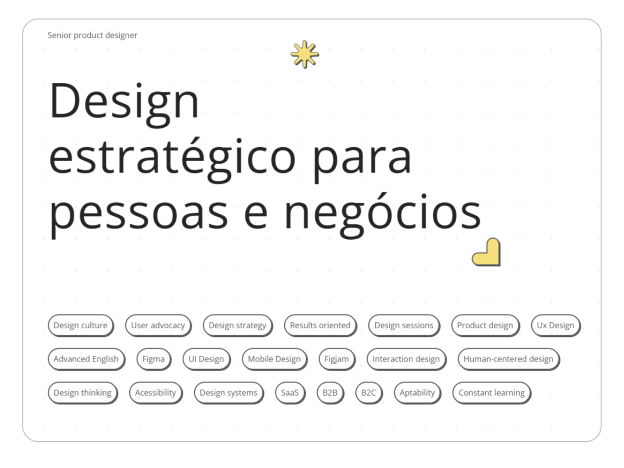 Senior product designer
Design
estratégico para
pessoas e negócios
Design culture User advocacy Design strategy Results oriented Design sessions Product design Ux Design
Advanced English Figma UI Design Mobile Design Figjam Interaction design Human-centered design
Design thinking Acessibility Design systems SaaS B2B B2C Aptability Constant learning